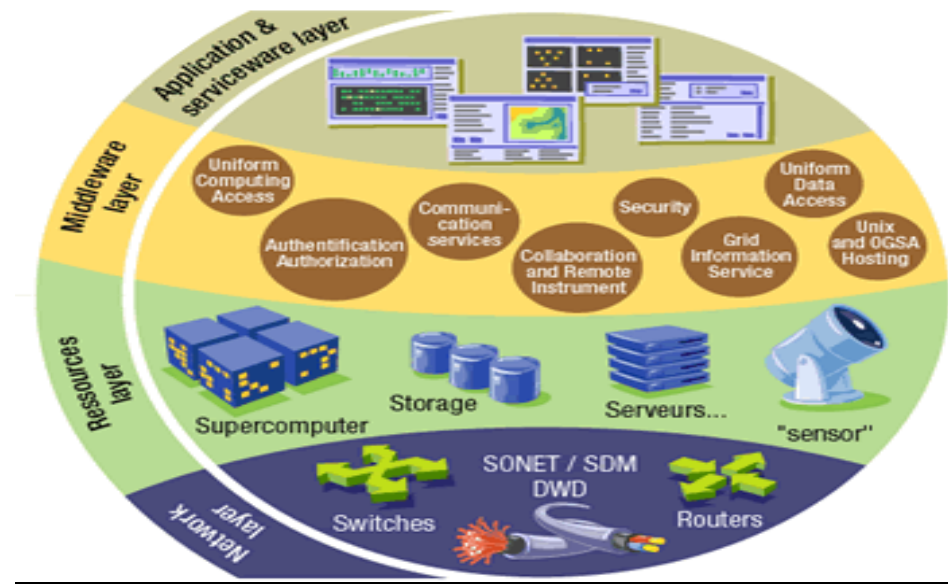 Application &
serviceware layer
Middleware
layer
Uniform
Computing
Access
Authentification
Authorization
Communi-
cation
services
Collaboration
and Remote
Instrument
Security
Grid
Information
Service
Uniform
Data
Access
Unix
and OGSA
Hosting
Ressources
layer
Supercomputer
Storage
Serveurs...
"sensor"
Network
layer
Switches
SONET / SDM
DWD
Routers